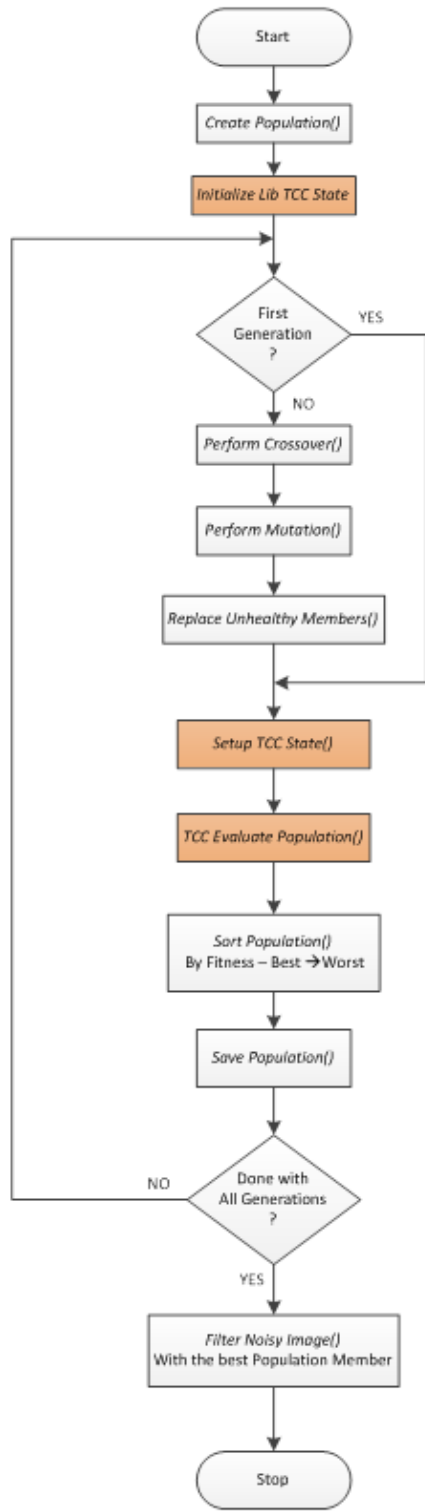 Start
Create Population()
Initialize Lib TCC State
First
Generation
?
YES
NO
Perform Crossover()
Perform Mutation()
Replace Unhealthy Members()
Setup TCC State()
TCC Evaluate Population()
Sort Population()
By Fitness – Best →Worst
Save Population()
Done with
All Generations
?
NO
YES
Filter Noisy Image()
With the best Population Member
Stop